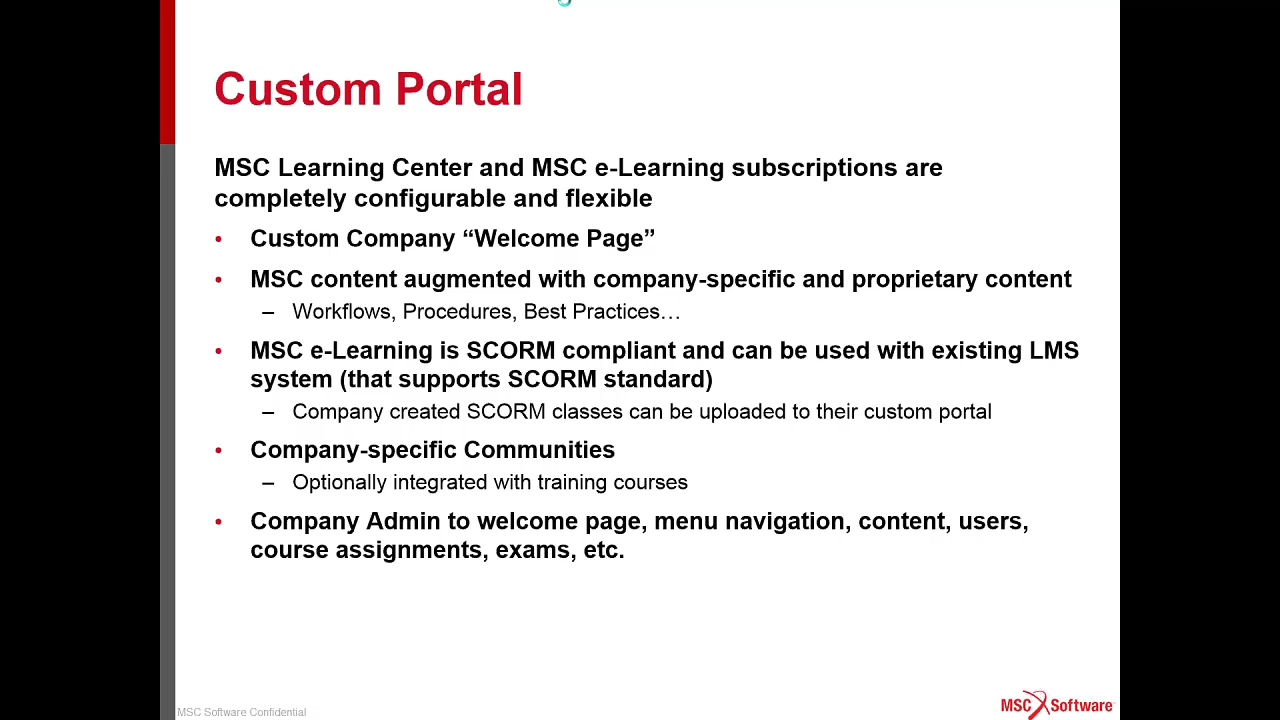 Custom Portal
MSC Learning Center and MSC e-Learning subscriptions are
completely configurable and flexible
• Custom Company “Welcome Page”
• MSC content augmented with company-specific and proprietary content
– Workflows, Procedures, Best Practices…
• MSC e-Learning is SCORM compliant and can be used with existing LMS
system (that supports SCORM standard)
– Company created SCORM classes can be uploaded to their custom portal
• Company-specific Communities
– Optionally integrated with training courses
• Company Admin to welcome page, menu navigation, content, users,
course assignments, exams, etc.
MSC Software Confidential
MSC Software